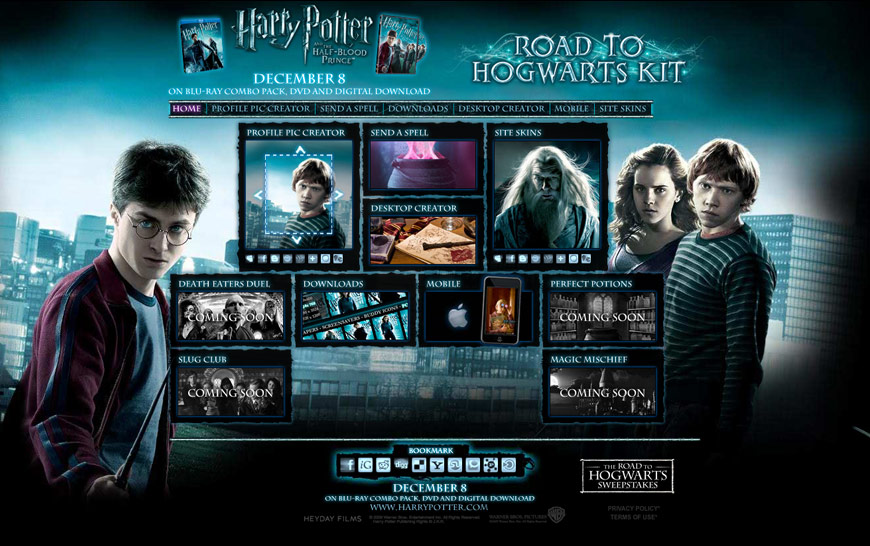 Harry Potter
AND THE
HALF-BLOOD
PRINCE
DECEMBER 8
ON BLU-RAY COMBO PACK, DVD AND DIGITAL DOWNLOAD
ROAD TO
HOGWARTS KIT
HOME | PROFILE PIC CREATOR | SEND A SPELL | DOWNLOADS | DESKTOP CREATOR | MOBILE | SITE SKINS
PROFILE PIC CREATOR
SEND A SPELL
SITE SKINS
DESKTOP CREATOR
DEATH EATERS DUEL
COMING SOON
DOWNLOADS
SCREENSAVERS • BUDDY ICONS
MOBILE
PERFECT POTIONS
COMING SOON
SLUG CLUB
COMING SOON
MAGIC MISCHIEF
COMING SOON
BOOKMARK
DECEMBER 8
ON BLU-RAY COMBO PACK, DVD AND DIGITAL DOWNLOAD
WWW.HARRYPOTTER.COM
THE ROAD TO
HOGWARTS
SWEEPSTAKES
HEYDAY FILMS
PRIVACY POLICY
TERMS OF USE